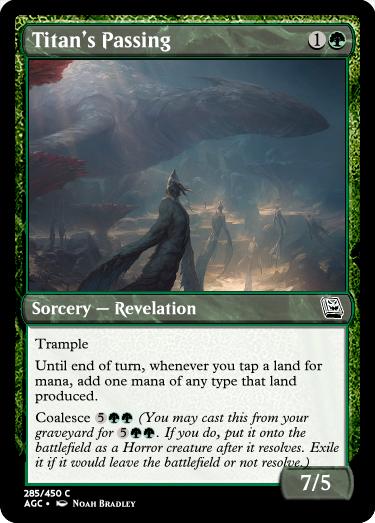 Titan's Passing 1
Sorcery — Revelation
Trample
Until end of turn, whenever you tap a land for
mana, add one mana of any type that land
produced.
Coalesce 5 (You may cast this from your
graveyard for 5. If you do, put it onto the
battlefield as a Horror creature after it resolves. Exile
it if it would leave the battlefield or not resolve.)
7/5
285/450 C
AGC • Noah Bradley